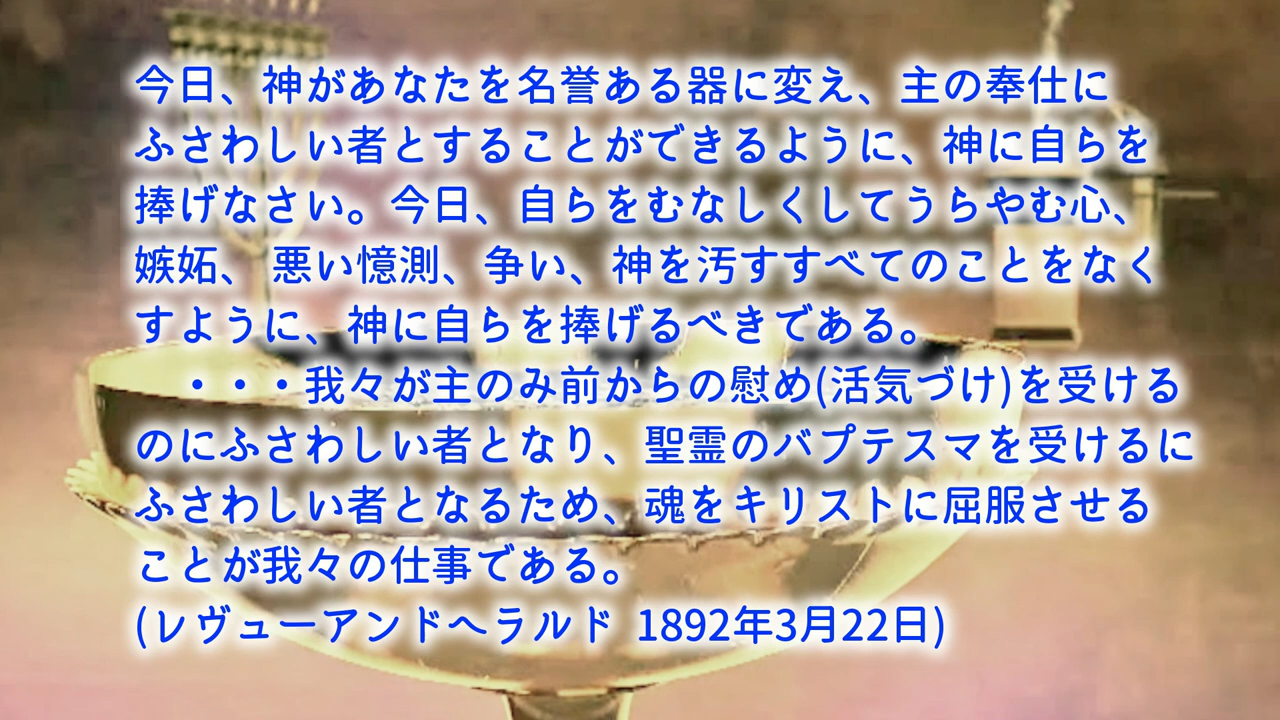 今日、神があなたを名誉ある器に変え、主の奉仕に
ふさわしい者とすることができるように、神に自らを
捧げなさい。今日、自らをむなしくしてうらやむ心、
嫉妬、悪い憶測、争い、神を汚すすべてのことをなく
すように、神に自らを捧げるべきである。
・・・我々が主のみ前からの慰め(活気づけ)を受ける
のにふさわしい者となり、聖霊のバプテスマを受けるに
ふさわしい者となるため、魂をキリストに屈服させる
ことが我々の仕事である。
(レヴューアンドヘラルド 1892年3月22日)